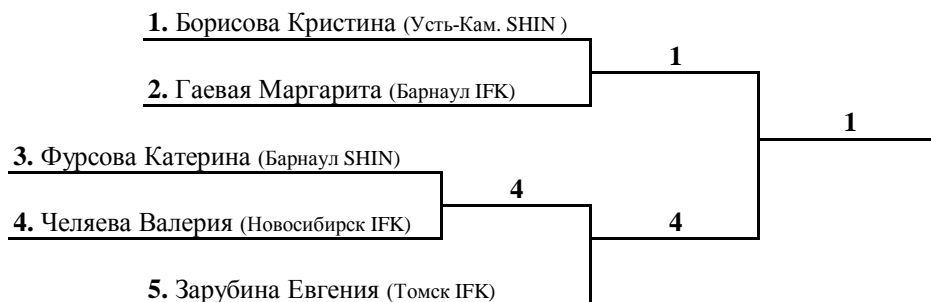 1. Борисова Кристина (Усть-Кам. SHIN )
1
2. Гаевая Маргарита (Барнаул IFK)
1
3. Фурсова Катерина (Барнаул SHIN)
4
4. Челяева Валерия (Новосибирск IFK)
4
5. Зарубина Евгения (Томск IFK)